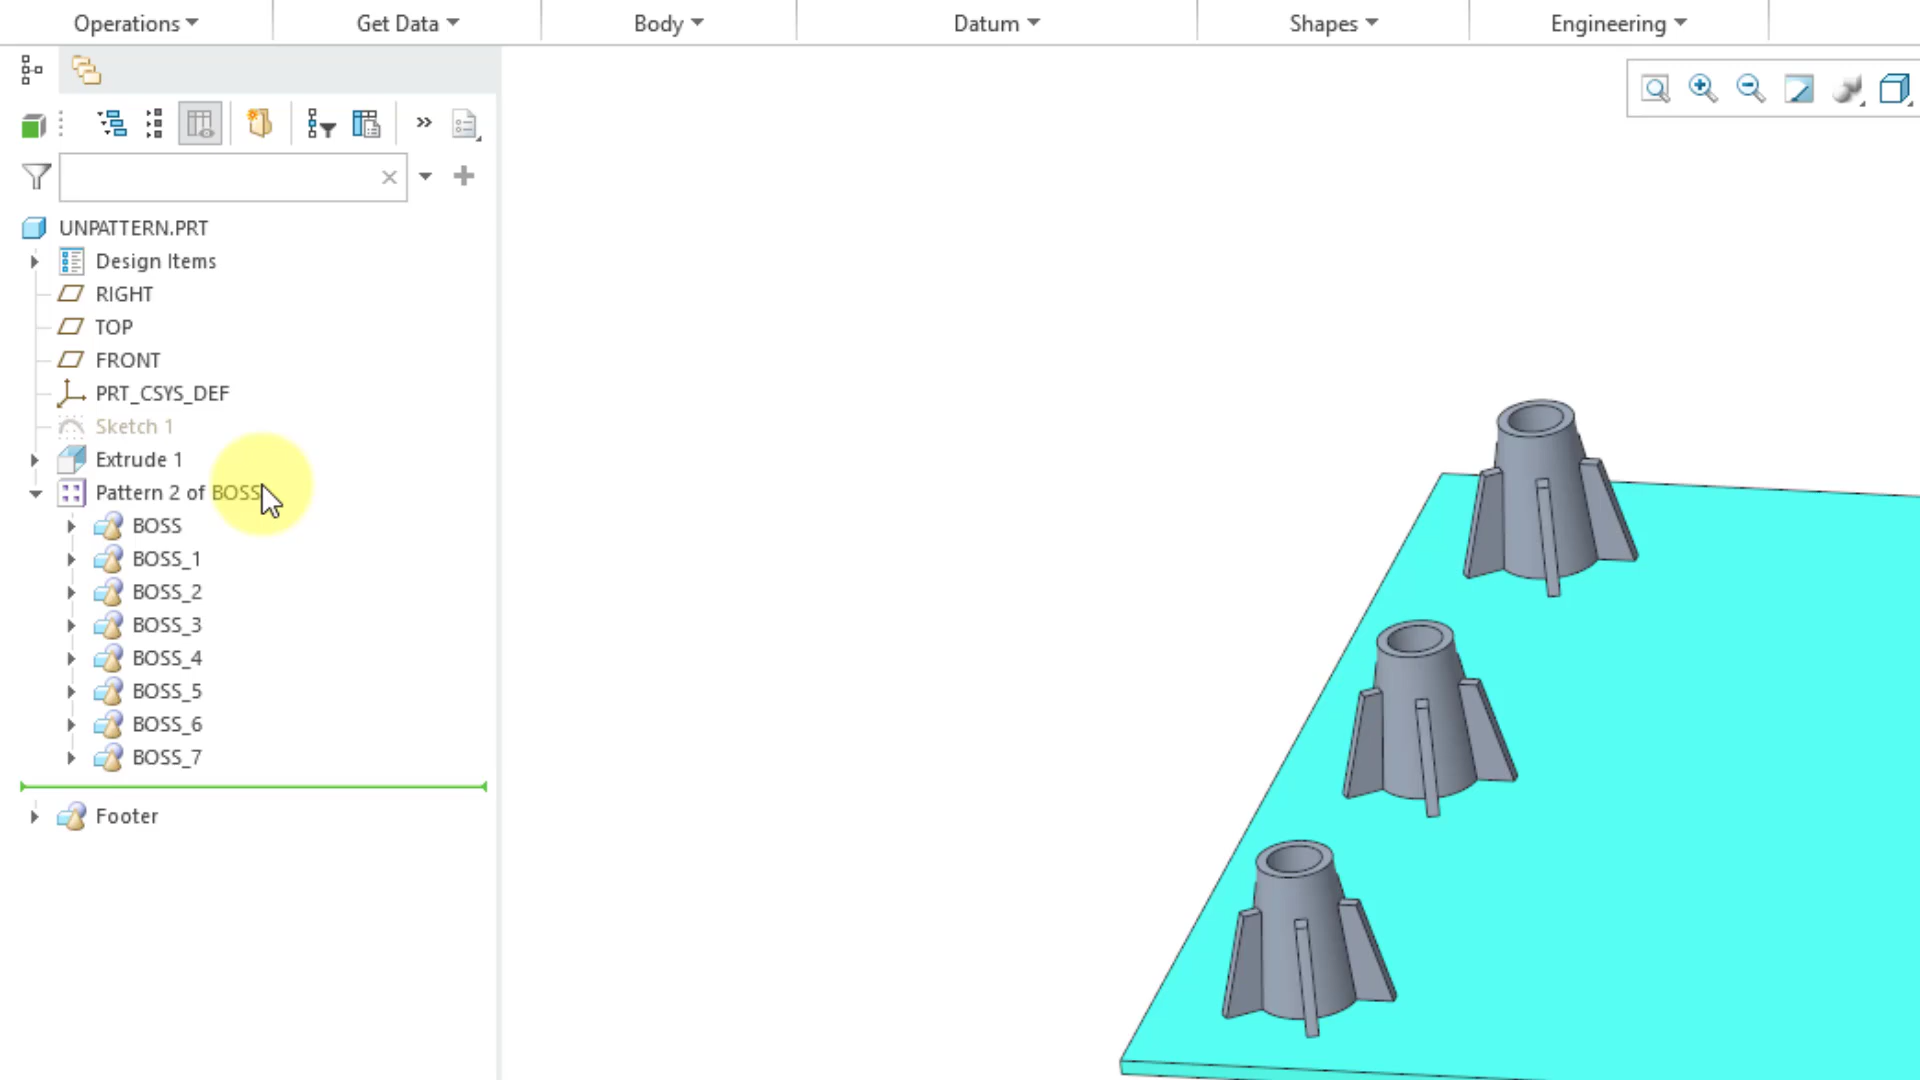 Operations
Get Data
Body
Datum
Shapes
Engineering
UNPATTERN.PRT
Design Items
RIGHT
TOP
FRONT
PRT_CSYS_DEF
Sketch 1
Extrude 1
Pattern 2 of BOSS
BOSS
BOSS_1
BOSS_2
BOSS_3
BOSS_4
BOSS_5
BOSS_6
BOSS_7
Footer